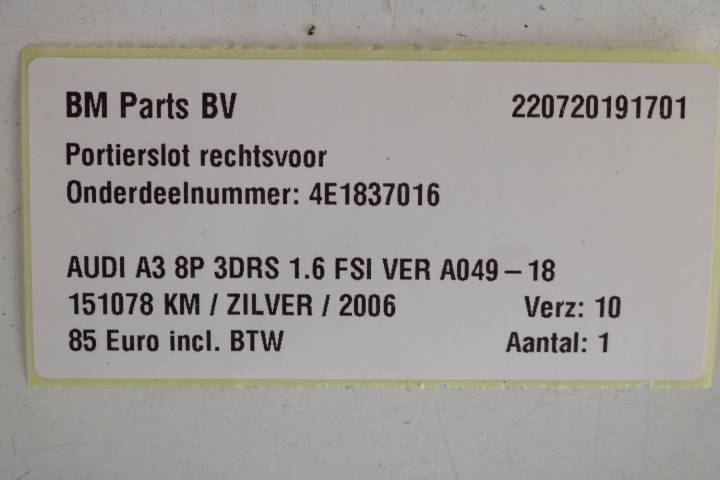 BM Parts BV 220720191701
Portierslot rechtsvoor
Onderdeelnummer: 4E1837016
AUDI A3 8P 3DRS 1.6 FSI VER A049-18
151078 KM / ZILVER / 2006 Verz: 10
85 Euro incl. BTW Aantal: 1